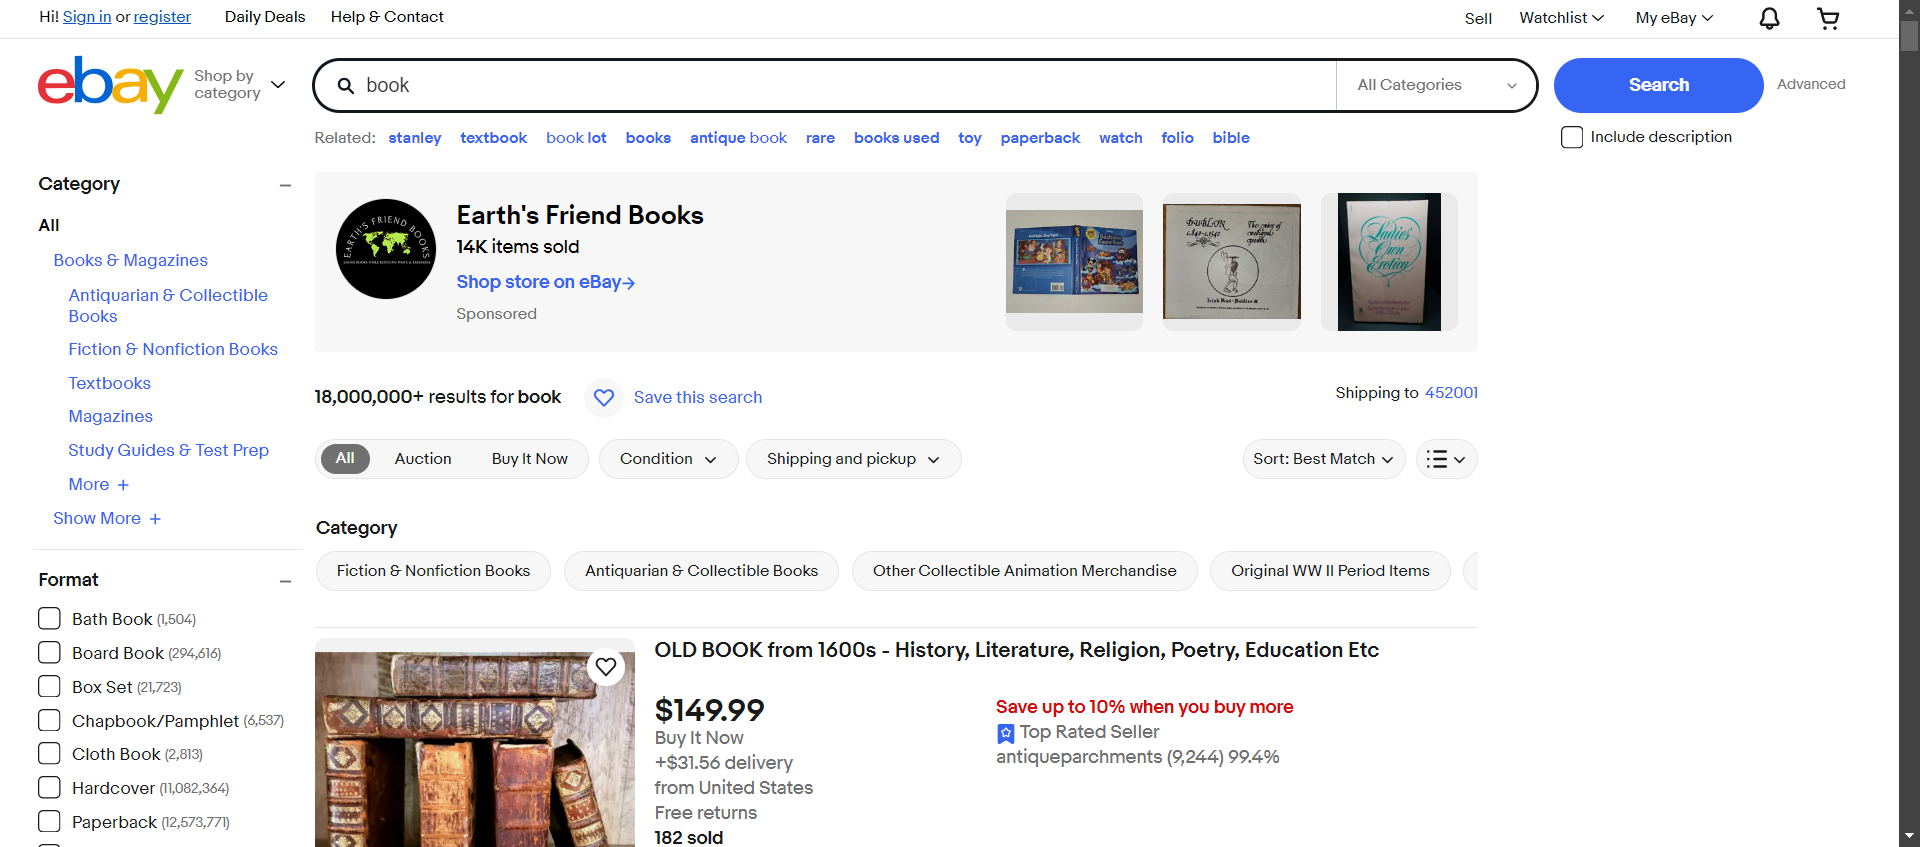 Hi! Sign in or register
Daily Deals
Help & Contact
Sell
Watchlist
My eBay
ebay
Shop by category
book
All Categories
Search
Advanced
Related: stanley textbook book lot books antique book rare books used toy paperback watch folio bible
Include description
Category
All
Books & Magazines
Antiquarian & Collectible
Books
Fiction & Nonfiction Books
Textbooks
Magazines
Study Guides & Test Prep
More
Show More
Format
Bath Book (1,504)
Board Book (294,616)
Box Set (21,723)
Chapbook/Pamphlet (6,537)
Cloth Book (2,813)
Hardcover (11,082,364)
Paperback (12,573,771)
EARTH'S FRIEND BOOKS
Earth's Friend Books
14K items sold
Shop store on eBay
Sponsored
DUBLIN
Ladies'
Own
Erotica
18,000,000+ results for book
Save this search
Shipping to 452001
All
Auction
Buy It Now
Condition
Shipping and pickup
Sort: Best Match
Category
Fiction & Nonfiction Books
Antiquarian & Collectible Books
Other Collectible Animation Merchandise
Original WW II Period Items
OLD BOOK from 1600s - History, Literature, Religion, Poetry, Education Etc
$149.99
Buy It Now
+$31.56 delivery
from United States
Free returns
182 sold
Save up to 10% when you buy more
Top Rated Seller
antiqueparchments (9,244) 99.4%